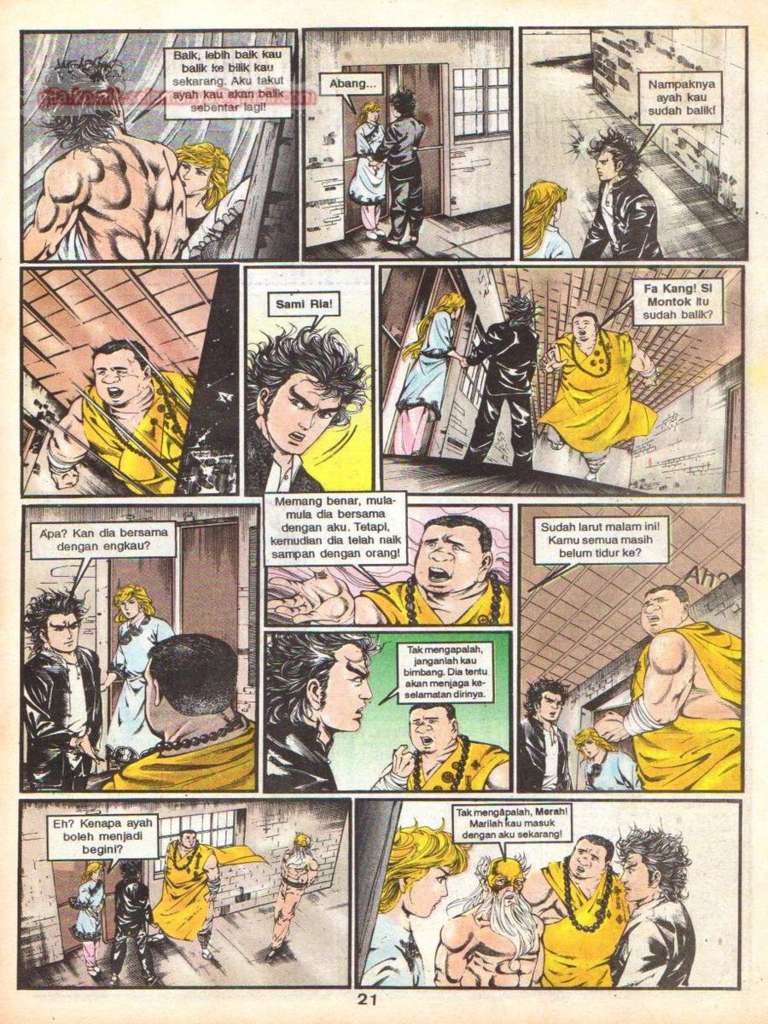 Baik, lebih baik kau
balik ke bilik kau
sekarang. Aku takut
ayah kau akan balik
sebentar lagi!
Abang...
Nampaknya
ayah kau
sudah balik!
Sami Ria!
Fa Kang! Si
Montok itu
sudah balik?
Apa? Kan dia bersama
dengan engkau?
Memang benar, mula-
mula dia bersama
dengan aku. Tetapi,
kemudian dia telah naik
sampan dengan orang!
Tak mengapalah,
janganlah kau
bimbang. Dia tentu
akan menjaga ke-
selamatan dirinya.
Sudah larut malam ini!
Kamu semua masih
belum tidur ke?
Ah?
Eh? Kenapa ayah
boleh menjadi
begini?
Tak mengapalah, Merah!
Marilah kau masuk
dengan aku sekarang!
21